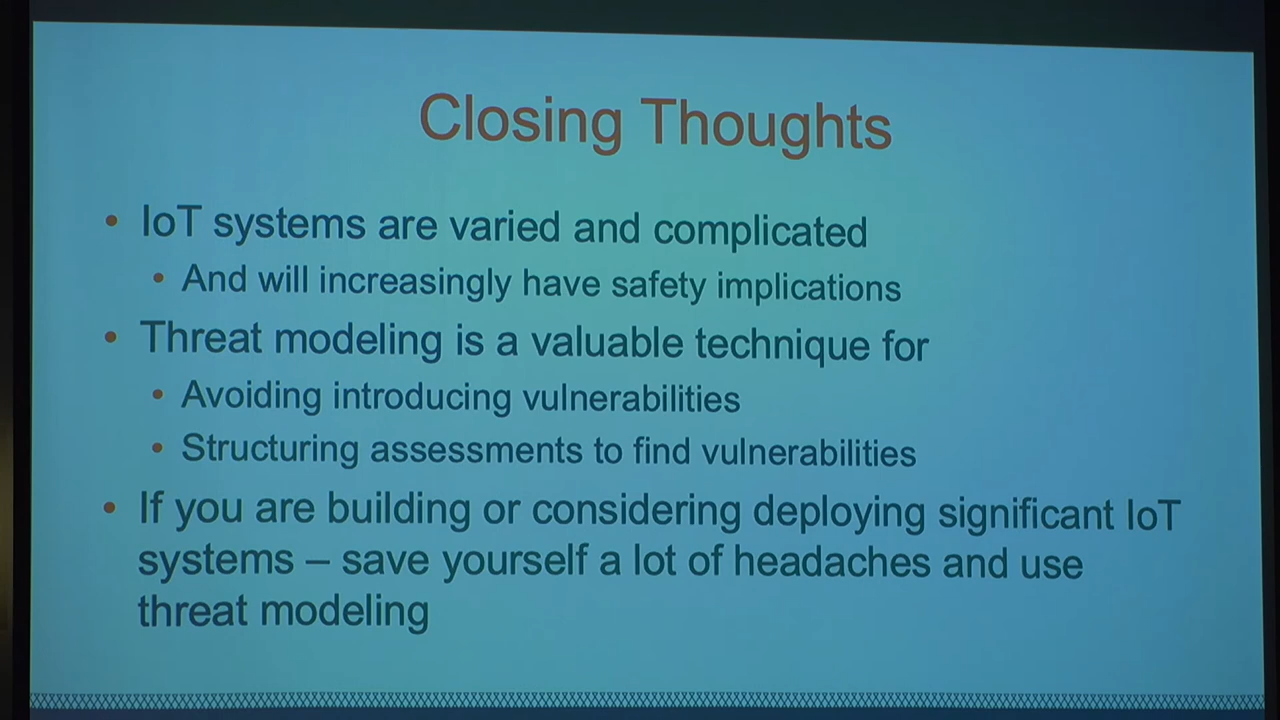 Closing Thoughts
• IoT systems are varied and complicated
• And will increasingly have safety implications
• Threat modeling is a valuable technique for
• Avoiding introducing vulnerabilities
• Structuring assessments to find vulnerabilities
• If you are building or considering deploying significant IoT
systems – save yourself a lot of headaches and use
threat modeling